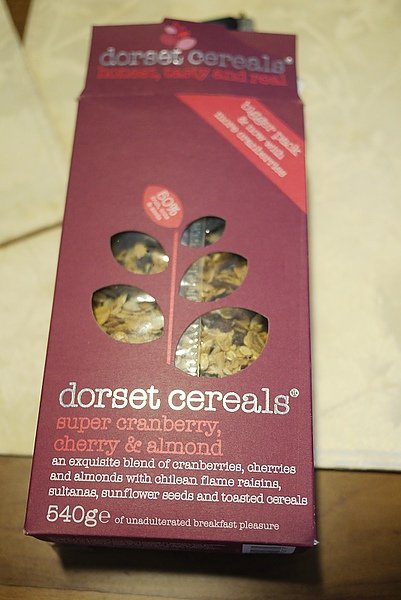 dorset cereals®
honest, tasty and real
bigger pack
& now with
more cranberries
50%
dorset cereals®
super cranberry,
cherry & almond
an exquisite blend of cranberries, cherries
and almonds with chilean flame raisins,
sultanas, sunflower seeds and toasted cereals
540g℮ of unadulterated breakfast pleasure